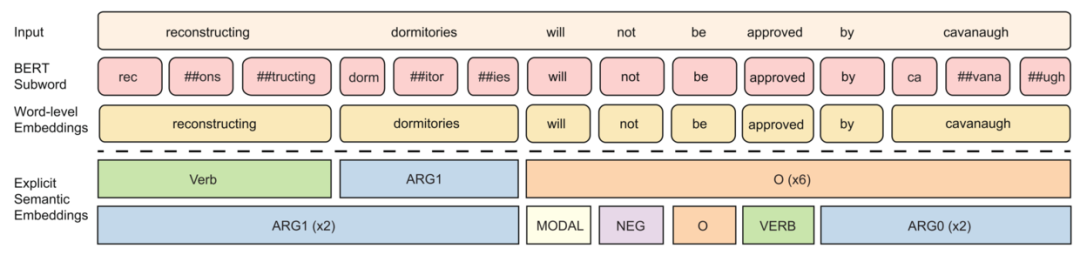 Input reconstructing dormitories will not be approved by cavanaugh
BERT
Subword
rec ##ons ##tructing dorm ##itor ##ies will not be approved by ca ##vana ##ugh
Word-level
Embeddings
reconstructing dormitories will not be approved by cavanaugh
Explicit
Semantic
Embeddings
Verb ARG1 O (x6)
ARG1 (x2) MODAL NEG O VERB ARG0 (x2)